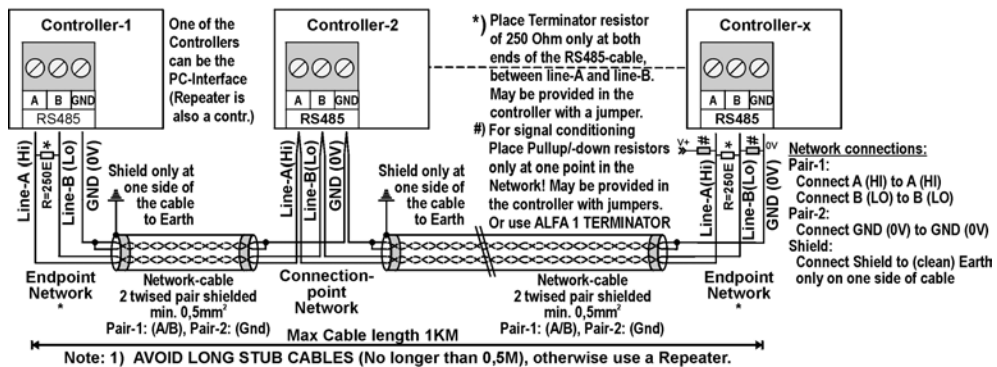 Controller-1
A B GND
RS485
One of the
Controllers
can be the
PC-Interface
(Repeater is
also a contr.)
Controller-2
A B GND
RS485
*) Place Terminator resistor
of 250 Ohm only at both
ends of the RS485-cable,
between line-A and line-B.
May be provided in the
controller with a jumper.
#) For signal conditioning
Place Pullup/-down resistors
only at one point in the
Network! May be provided in
the controller with jumpers.
Or use ALFA 1 TERMINATOR
Controller-x
A B GND
RS485
Line-A (Hi)
R=250E *
Line-B (Lo)
GND (0V)
Shield only at
one side of
the cable
to Earth
Line-A(Hi)
Line-B(Lo)
GND (0V)
Shield only at
one side of
the cable
to Earth
V+ # # 0V
Line-A(Hi)
R=250E *
Line-B(Lo)
GND (0V)
Network connections:
Pair-1:
Connect A (HI) to A (HI)
Connect B (LO) to B (LO)
Pair-2:
Connect GND (0V) to GND (0V)
Shield:
Connect Shield to (clean) Earth
only on one side of cable
Endpoint
Network
*
Network-cable
2 twised pair shielded
min. 0,5mm²
Pair-1: (A/B), Pair-2: (Gnd)
Connection-
point
Network
Network-cable
2 twised pair shielded
min. 0,5mm²
Pair-1: (A/B), Pair-2: (Gnd)
Endpoint
Network
*
Max Cable length 1KM
Note: 1) AVOID LONG STUB CABLES (No longer than 0,5M), otherwise use a Repeater.